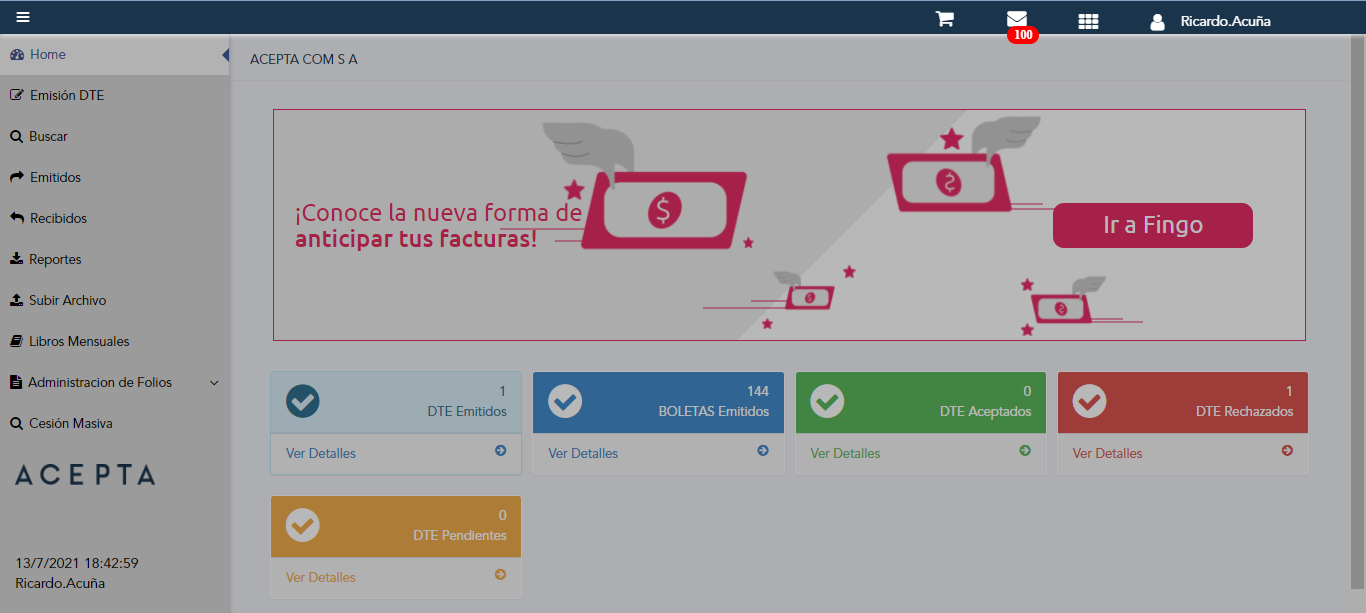 Ricardo.Acuña
100
Home
ACEPTA COM S A
Emisión DTE
Buscar
Emitidos
Recibidos
Reportes
Subir Archivo
Libros Mensuales
Administracion de Folios
Cesión Masiva
ACEPTA
13/7/2021 18:42:59
Ricardo.Acuña
¡Conoce la nueva forma de
anticipar tus facturas!
$
$
$
$
Ir a Fingo
1
DTE Emitidos
Ver Detalles
144
BOLETAS Emitidos
Ver Detalles
0
DTE Aceptados
Ver Detalles
1
DTE Rechazados
Ver Detalles
0
DTE Pendientes
Ver Detalles